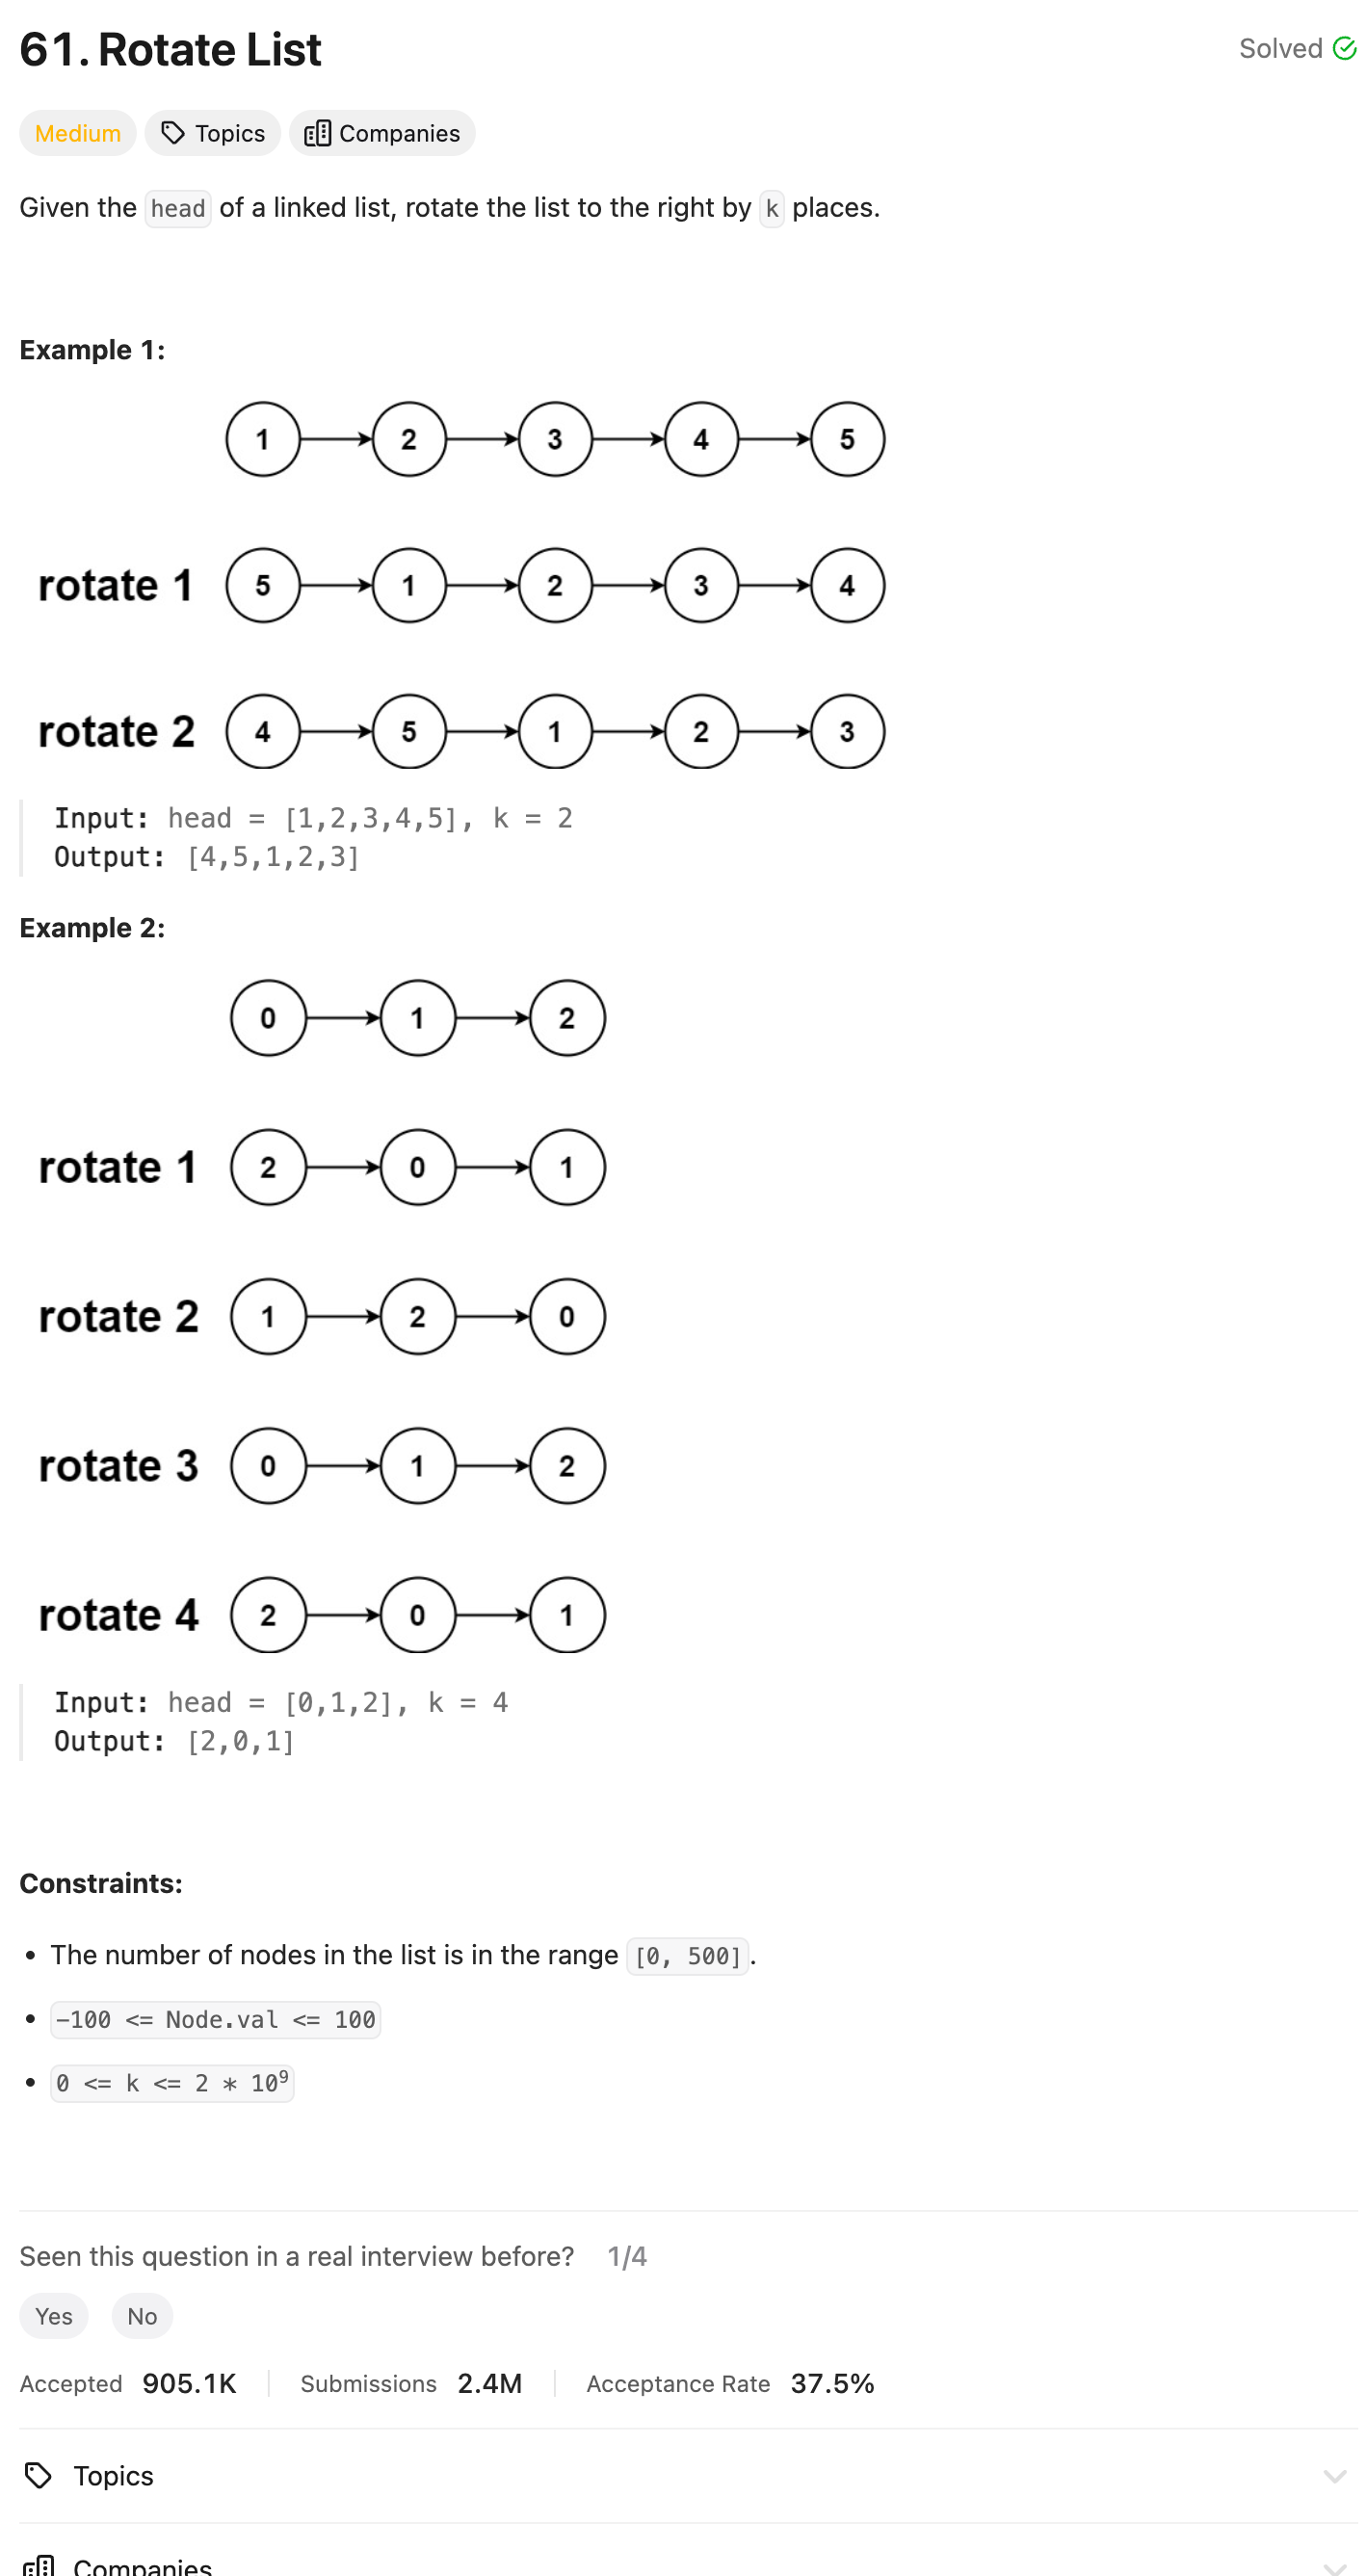 61. Rotate List
Solved
Medium
Topics
Companies
Given the head of a linked list, rotate the list to the right by k places.
Example 1:
1 2 3 4 5
rotate 1 5 1 2 3 4
rotate 2 4 5 1 2 3
Input: head = [1,2,3,4,5], k = 2
Output: [4,5,1,2,3]
Example 2:
0 1 2
rotate 1 2 0 1
rotate 2 1 2 0
rotate 3 0 1 2
rotate 4 2 0 1
Input: head = [0,1,2], k = 4
Output: [2,0,1]
Constraints:
• The number of nodes in the list is in the range [0, 500].
• -100 <= Node.val <= 100
• 0 <= k <= 2 * 10⁹
Seen this question in a real interview before? 1/4
Yes No
Accepted 905.1K Submissions 2.4M Acceptance Rate 37.5%
Topics
Companies